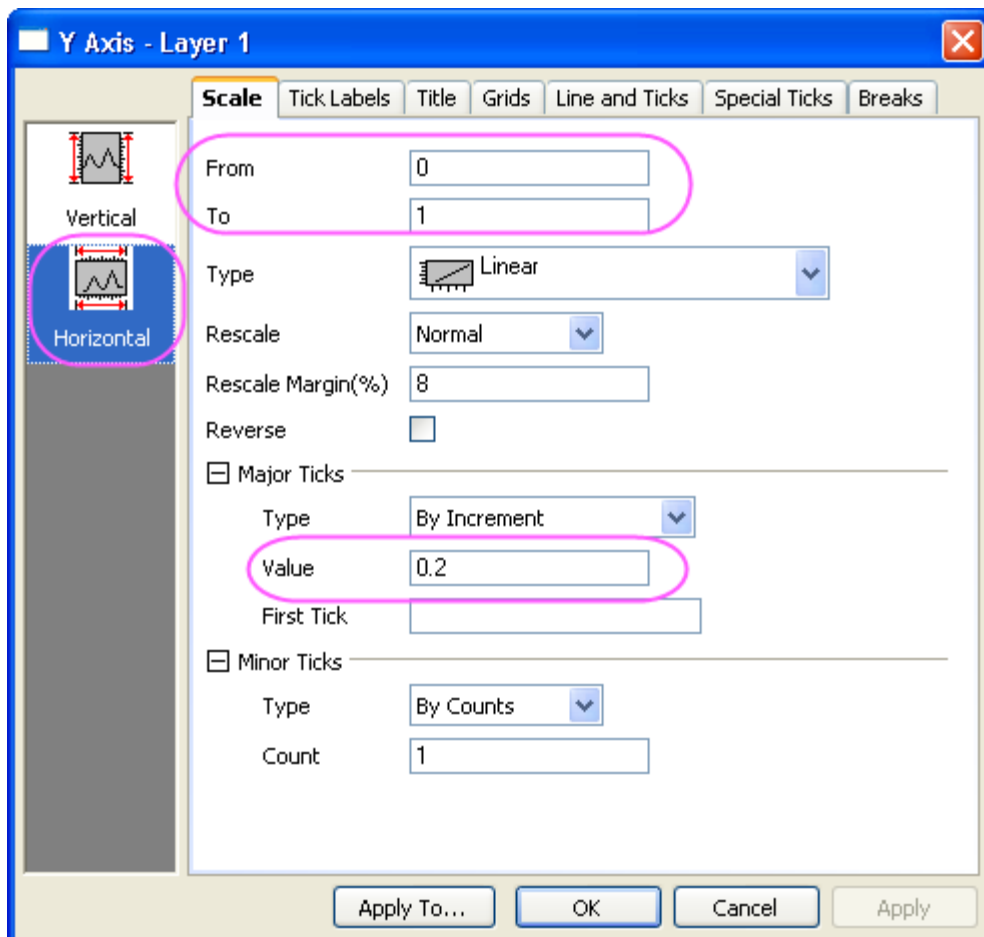 Y Axis - Layer 1
Scale Tick Labels Title Grids Line and Ticks Special Ticks Breaks
Vertical
Horizontal
From 0
To 1
Type Linear
Rescale Normal
Rescale Margin(%) 8
Reverse
Major Ticks
Type By Increment
Value 0.2
First Tick
Minor Ticks
Type By Counts
Count 1
Apply To... OK Cancel Apply